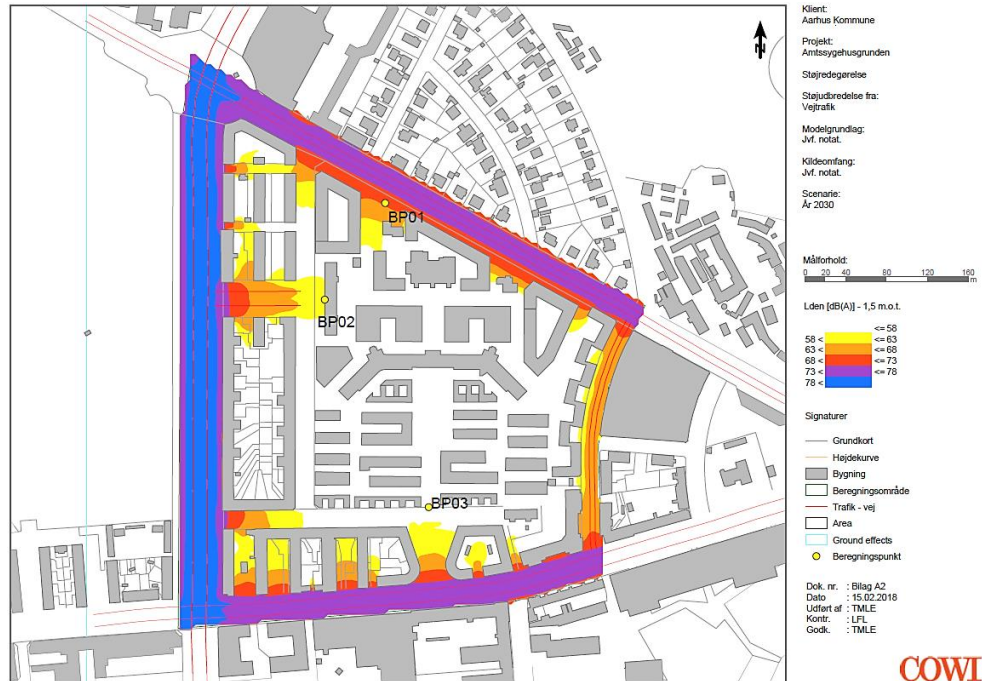 Klient:
Aarhus Kommune
Projekt:
Amtssygehusgrunden
Støjredegørelse
Støjudbredelse fra:
Vejtrafik
Modelgrundlag:
Jvf. notat.
Kildeomfang:
Jvf. notat.
Scenarie:
År 2030
Målforhold:
0 20 40 80 120 160
m
Lden [dB(A)] - 1,5 m.o.t.
<= 58
58 < <= 63
63 < <= 68
68 < <= 73
73 < <= 78
78 <
Signaturer
Grundkort
Højdekurve
Bygning
Beregningsområde
Trafik - vej
Area
Ground effects
Beregningspunkt
Dok. nr. : Bilag A2
Dato : 15.02.2018
Udført af : TMLE
Kontr. : LFL
Godk. : TMLE
COWI
N
BP01
BP02
BP03